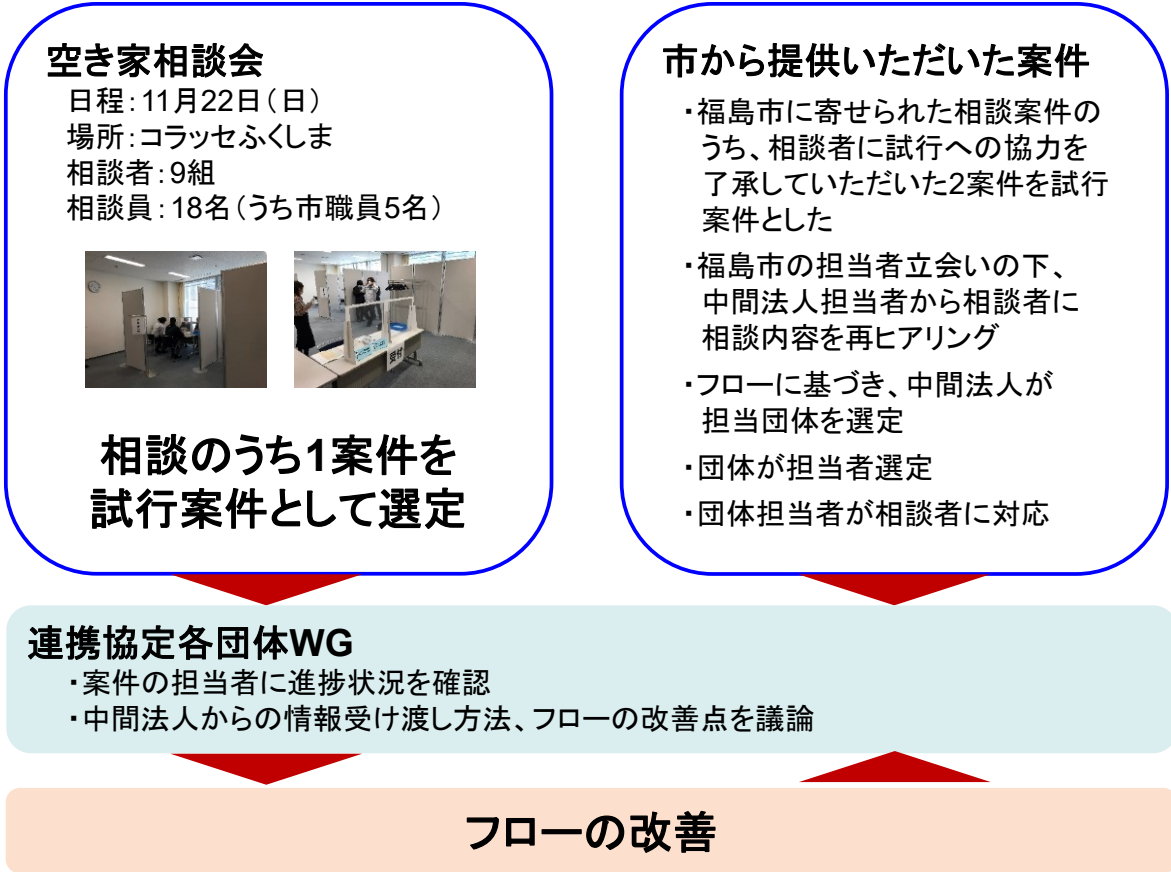 空き家相談会
日程：11月22日（日）
場所：コラッセふくしま
相談者：9組
相談員：18名（うち市職員5名）
受付
相談のうち1案件を
試行案件として選定
市から提供いただいた案件
・福島市に寄せられた相談案件の
うち、相談者に試行への協力を
了承していただいた2案件を試行
案件とした
・福島市の担当者立会いの下、
中間法人担当者から相談者に
相談内容を再ヒアリング
・フローに基づき、中間法人が
担当団体を選定
・団体が担当者選定
・団体担当者が相談者に対応
連携協定各団体WG
・案件の担当者に進捗状況を確認
・中間法人からの情報受け渡し方法、フローの改善点を議論
フローの改善